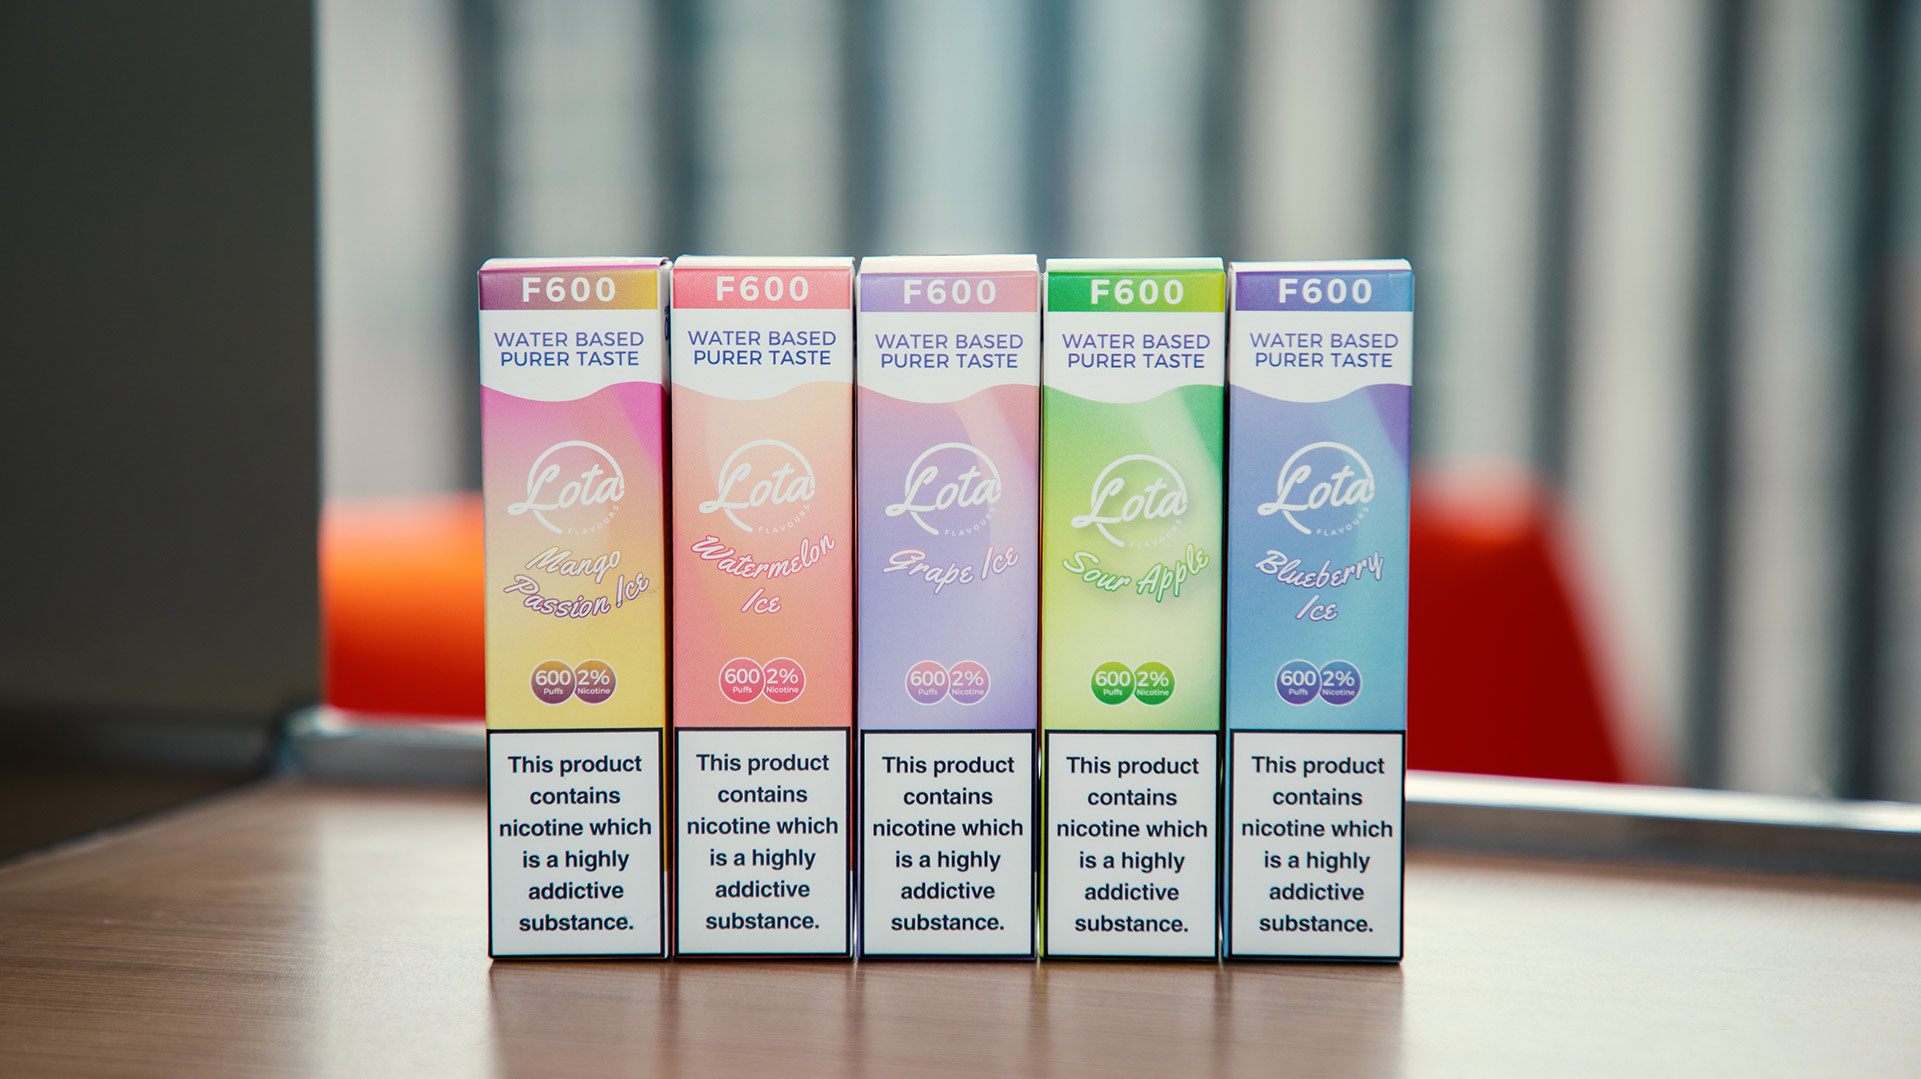 F600
WATER BASED
PURER TASTE
Lota
FLAVOURS
Mango
Passion Ice
600 2%
Puffs Nicotine
This product
contains
nicotine which
is a highly
addictive
substance.
F600
WATER BASED
PURER TASTE
Lota
FLAVOURS
Watermelon
Ice
600 2%
Puffs Nicotine
This product
contains
nicotine which
is a highly
addictive
substance.
F600
WATER BASED
PURER TASTE
Lota
FLAVOURS
Grape Ice
600 2%
Puffs Nicotine
This product
contains
nicotine which
is a highly
addictive
substance.
F600
WATER BASED
PURER TASTE
Lota
FLAVOURS
Sour Apple
600 2%
Puffs Nicotine
This product
contains
nicotine which
is a highly
addictive
substance.
F600
WATER BASED
PURER TASTE
Lota
FLAVOURS
Blueberry
Ice
600 2%
Puffs Nicotine
This product
contains
nicotine which
is a highly
addictive
substance.